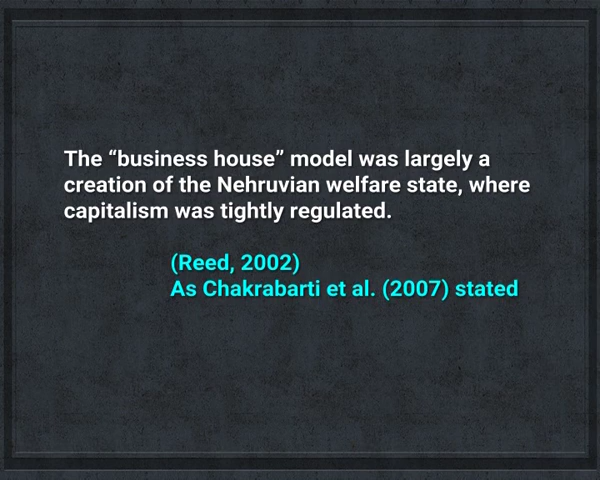 The “business house” model was largely a
creation of the Nehruvian welfare state, where
capitalism was tightly regulated.
(Reed, 2002)
As Chakrabarti et al. (2007) stated